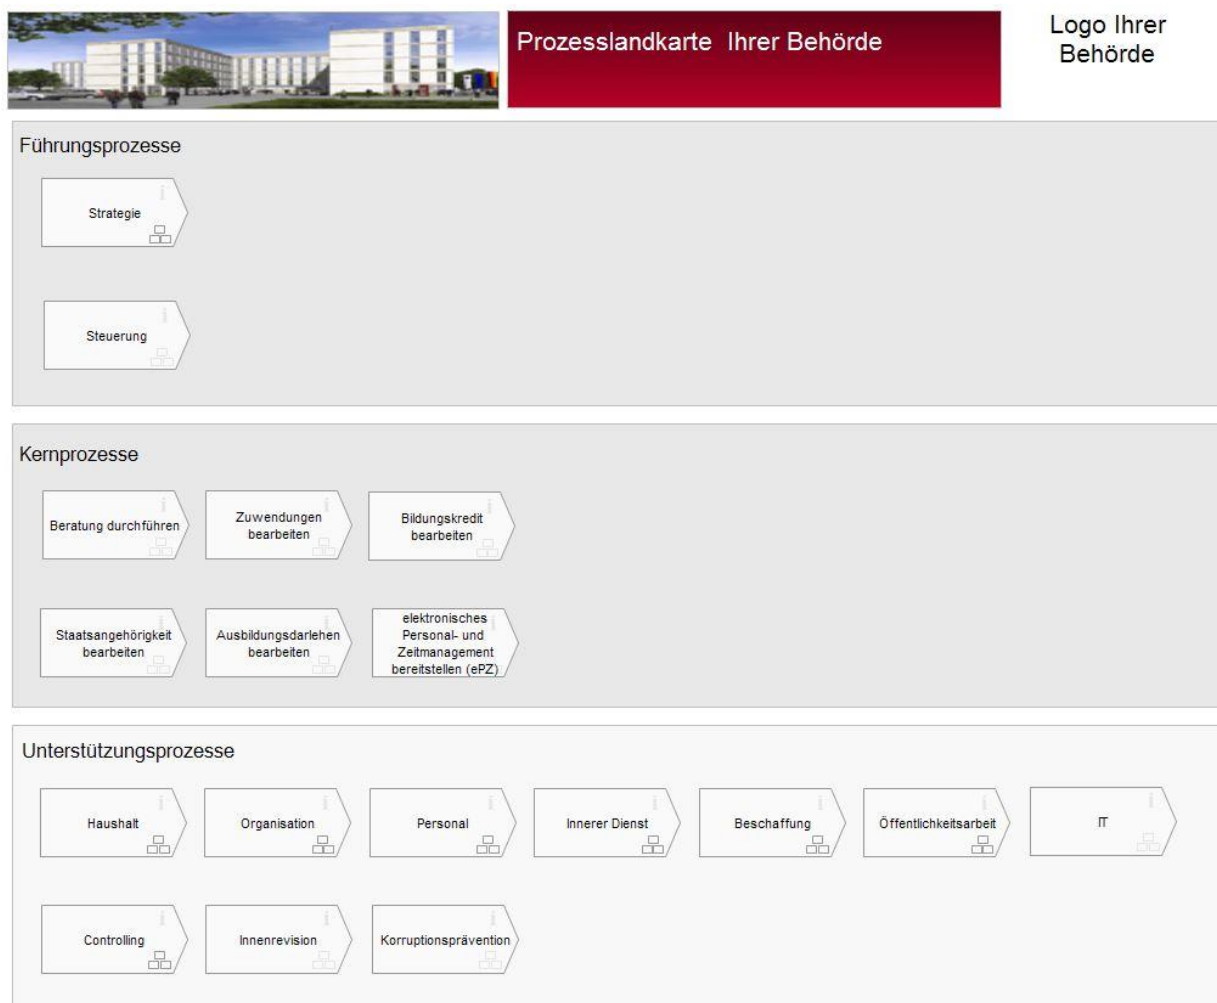 Prozesslandkarte Ihrer Behörde
Logo Ihrer
Behörde
Führungsprozesse
Strategie
Steuerung
Kernprozesse
Beratung durchführen
Zuwendungen
bearbeiten
Bildungskredit
bearbeiten
Staatsangehörigkeit
bearbeiten
Ausbildungsdarlehen
bearbeiten
elektronisches
Personal- und
Zeitmanagement
bereitstellen (ePZ)
Unterstützungsprozesse
Haushalt
Organisation
Personal
Innerer Dienst
Beschaffung
Öffentlichkeitsarbeit
IT
Controlling
Innenrevision
Korruptionsprävention